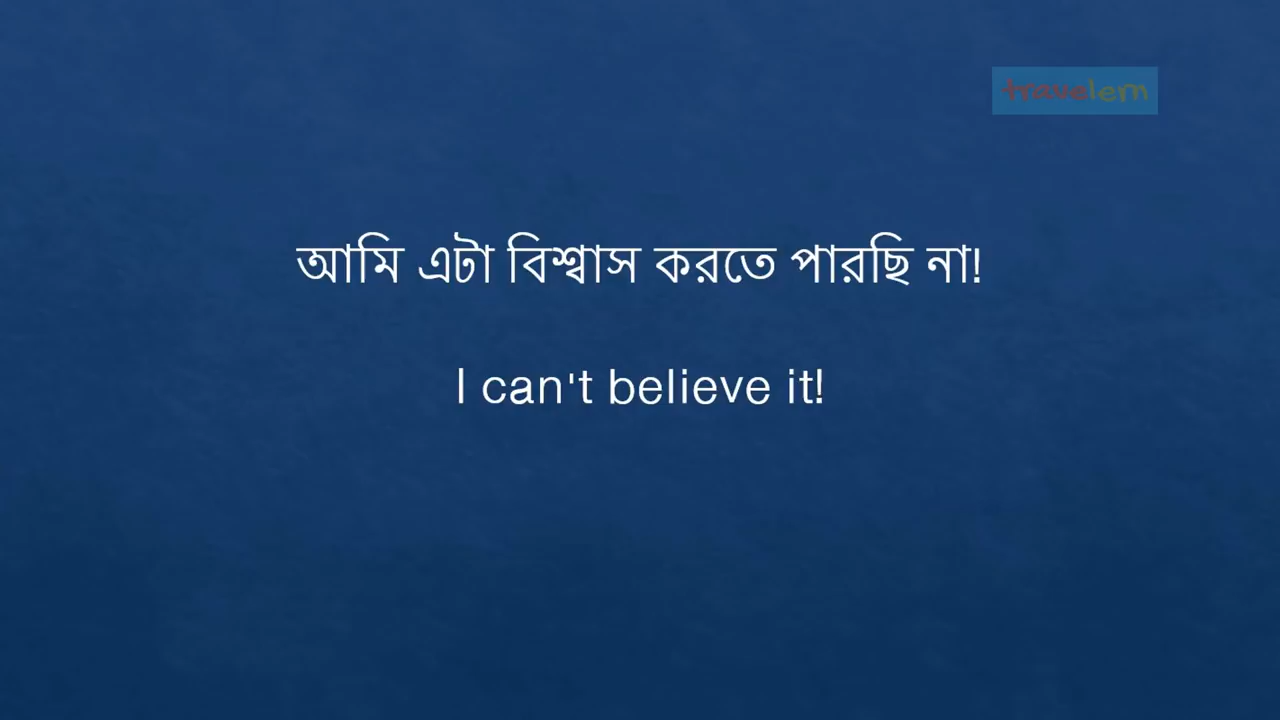 travelem
আমি এটা বিশ্বাস করতে পারছি না!
I can't believe it!